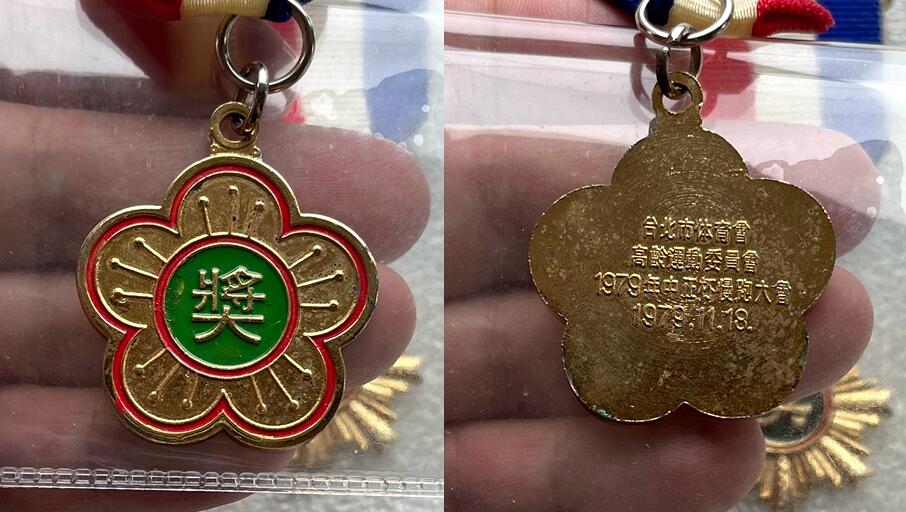 獎
台北市体育會
高齡運動委員會
1979年中正杯慢跑大會
1979.11.18.